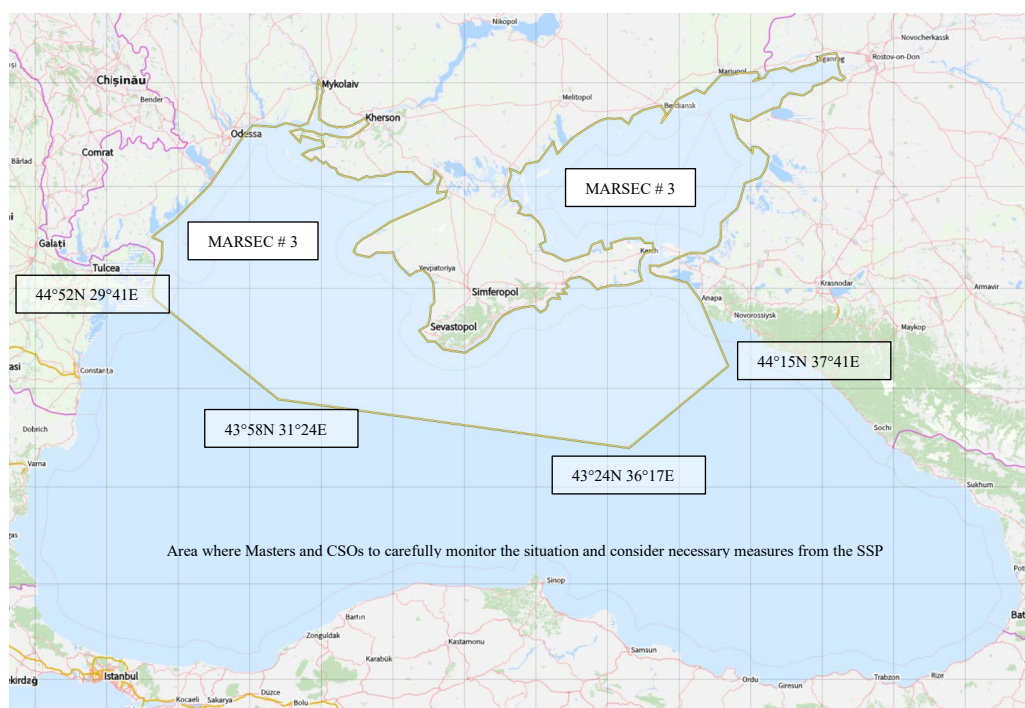 Nikopol
Novocherkassk
Chișinău
Mykolaiv
Mariupol
Taganrog
Rostov-on-Don
Bender
Melitopol
Berdiansk
Kherson
Odessa
Comrat
Bârlad
MARSEC # 3
MARSEC # 3
Galați
Kerch
Tulcea
Yevpatoriya
44°52N 29°41E
Simferopol
Krasnodar
Armavir
Anapa
Novorossiysk
Sevastopol
Maykop
44°15N 37°41E
Constanța
43°58N 31°24E
Dobrich
Sochi
Varna
43°24N 36°17E
Sukhum
Area where Masters and CSOs to carefully monitor the situation and consider necessary measures from the SSP
Sinop
Bartın
Zonguldak
Kastamonu
Samsun
Karabük
Trabzon
Rize
Istanbul
Ordu
Giresun
Düzce
Kocaeli
Sakarya
Bolu